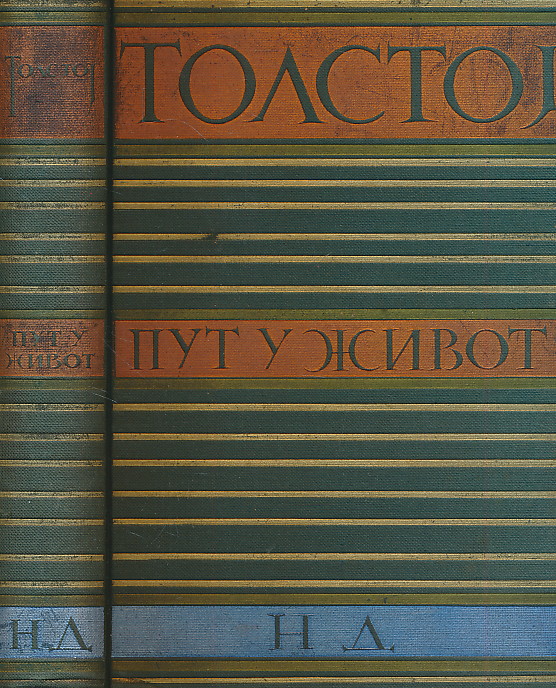 ТОЛСТОЈ
ТОЛСТОЈ
ПУТ У
ЖИВОТ
ПУТ У ЖИВОТ
Н.Д.
Н Д